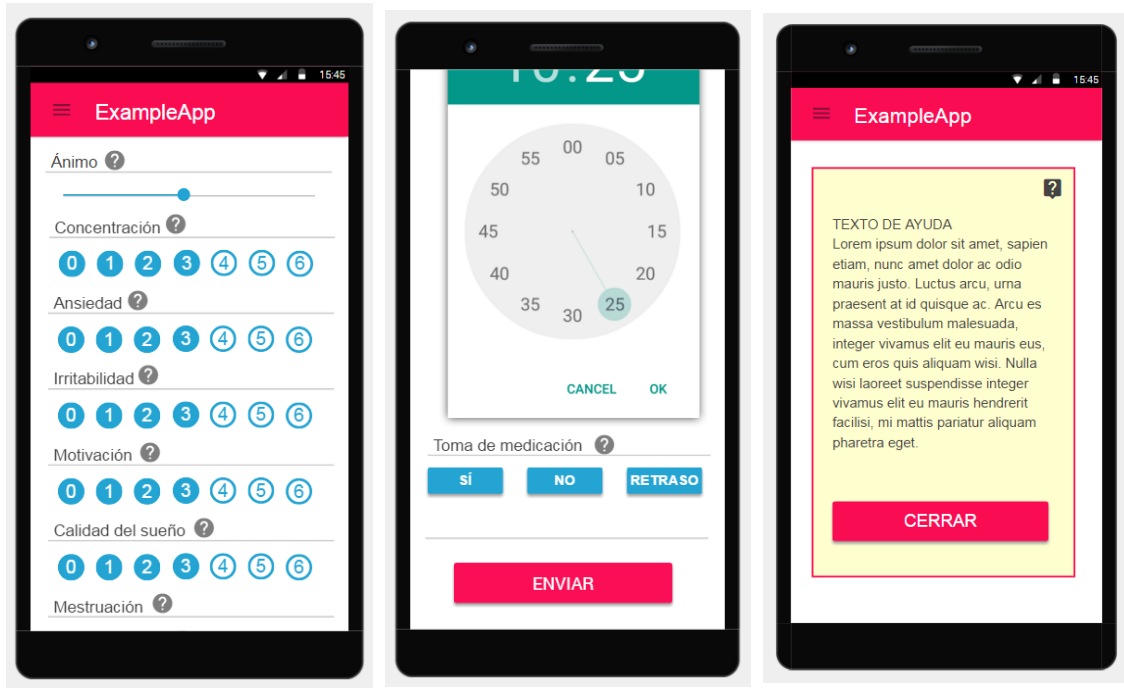 15:45
ExampleApp
Ánimo ?
Concentración ?
0 1 2 3 4 5 6
Ansiedad ?
0 1 2 3 4 5 6
Irritabilidad ?
0 1 2 3 4 5 6
Motivación ?
0 1 2 3 4 5 6
Calidad del sueño ?
0 1 2 3 4 5 6
Mestruación ?
:25
00
55 05
50 10
45 15
40 20
35 25
30
CANCEL OK
Toma de medicación ?
SÍ NO RETRASO
ENVIAR
15:45
ExampleApp
?
TEXTO DE AYUDA
Lorem ipsum dolor sit amet, sapien
etiam, nunc amet dolor ac odio
mauris justo. Luctus arcu, urna
praesent at id quisque ac. Arcu es
massa vestibulum malesuada,
integer vivamus elit eu mauris eus,
cum eros quis aliquam wisi. Nulla
wisi laoreet suspendisse integer
vivamus elit eu mauris hendrerit
facilisi, mi mattis pariatur aliquam
pharetra eget.
CERRAR